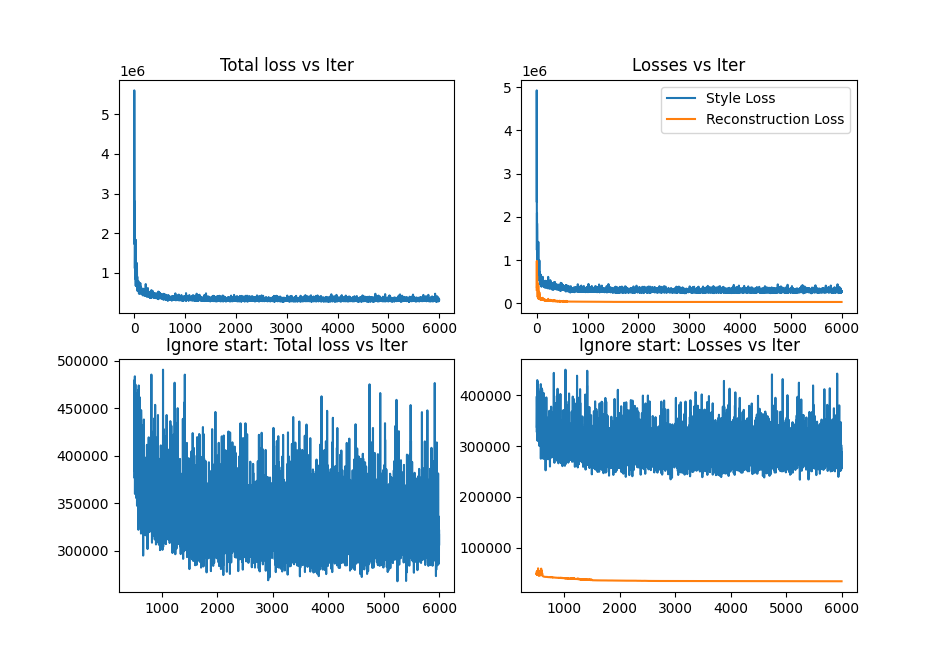 Total loss vs Iter
1e6
5
4
3
2
1
0 1000 2000 3000 4000 5000 6000
Losses vs Iter
1e6
Style Loss
Reconstruction Loss
5
4
3
2
1
0
0 1000 2000 3000 4000 5000 6000
Ignore start: Total loss vs Iter
500000
450000
400000
350000
300000
1000 2000 3000 4000 5000 6000
Ignore start: Losses vs Iter
400000
300000
200000
100000
1000 2000 3000 4000 5000 6000